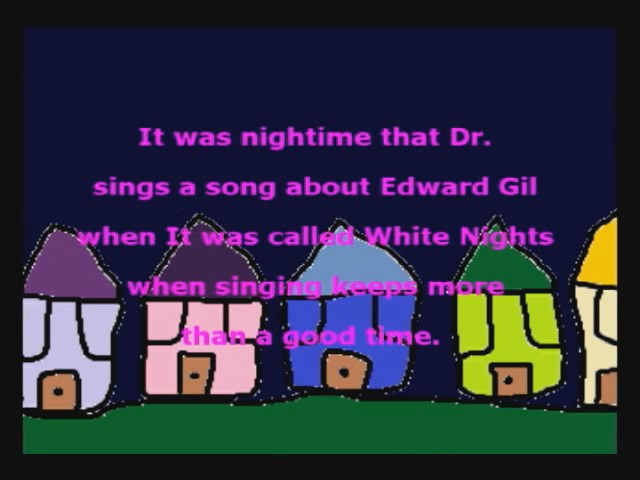 It was nightime that Dr.
sings a song about Edward Gil
when It was called White Nights
when singing keeps more
than a good time.